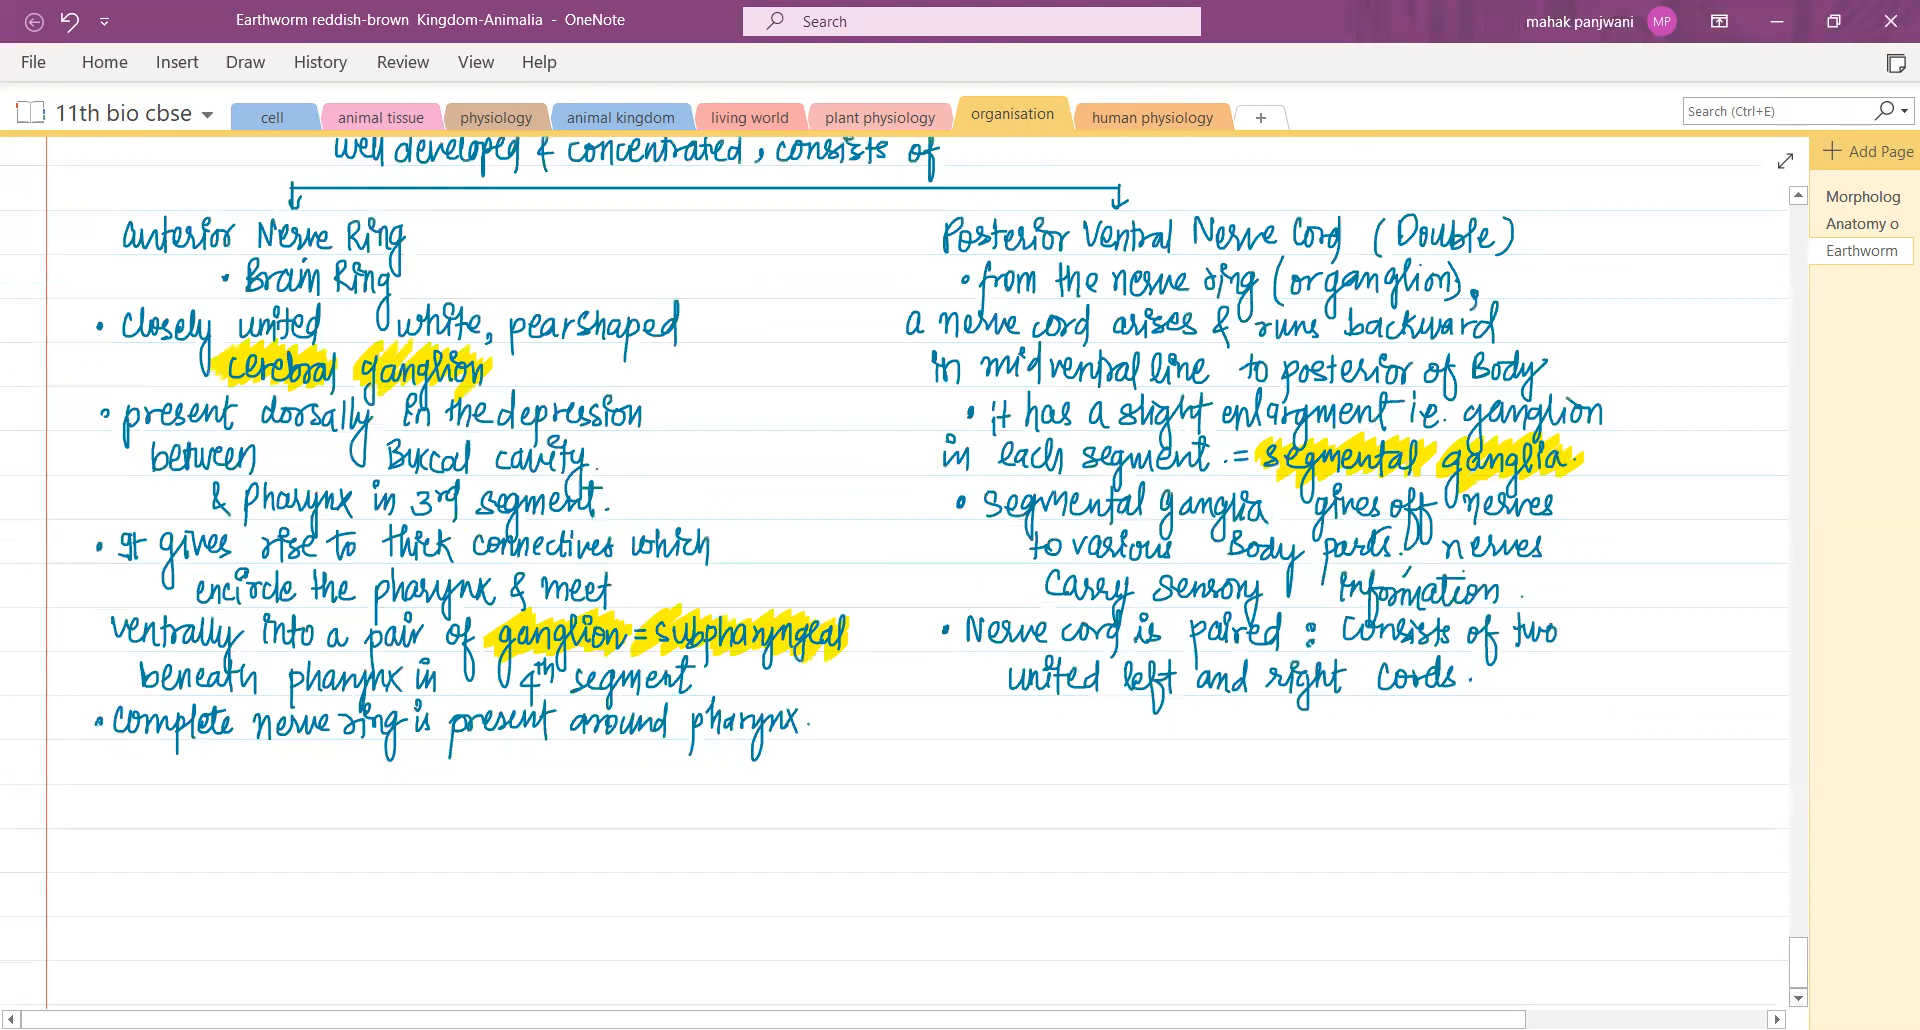 Earthworm reddish-brown Kingdom-Animalia - OneNote
Search
mahak panjwani
MP
File Home Insert Draw History Review View Help
11th bio cbse
cell
animal tissue
physiology
animal kingdom
living world
plant physiology
organisation
human physiology
+
Search (Ctrl+E)
Add Page
Morpholog
Anatomy o
Earthworm
well developed & concentrated, consists of
anterior Nerve Ring
• Brain Ring
• closely united white, pearshaped
cerebral ganglion
• present dorsally in the depression
between Buccal cavity.
& Pharynx in 3rd segment.
• It gives rise to thick connectives which
encircle the pharynx & meet
ventrally into a pair of ganglion = subpharyngeal
beneath pharynx in 4th segment
• complete nerve ring is present around pharynx.
Posterior Ventral Nerve Cord (Double)
• from the nerve ring (or ganglion),
a nerve cord arises & runs backward
in midventral line to posterior of Body
• it has a slight enlargment i.e. ganglion
in each segment. = segmental ganglia.
• segmental ganglia gives off nerves
to various Body parts. nerves
carry sensory information.
• Nerve cord is paired : consists of two
united left and right cords.